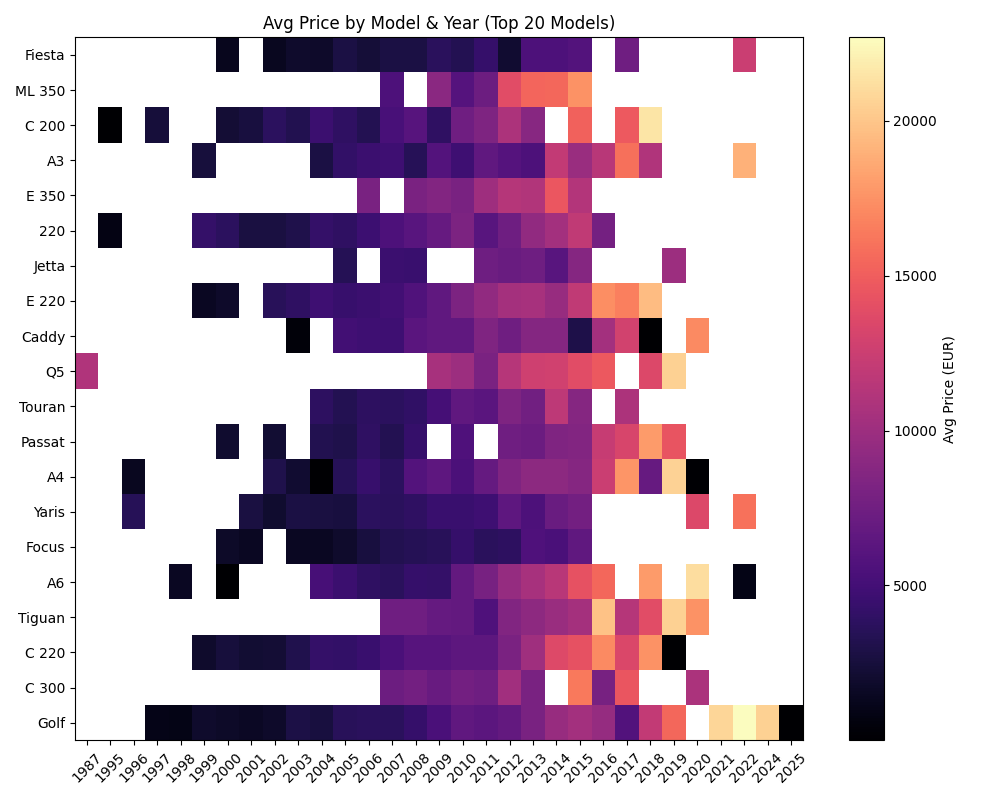 Avg Price by Model & Year (Top 20 Models)
Fiesta
ML 350
C 200
A3
E 350
220
Jetta
E 220
Caddy
Q5
Touran
Passat
A4
Yaris
Focus
A6
Tiguan
C 220
C 300
Golf
1987 1995 1996 1997 1998 1999 2000 2001 2002 2003 2004 2005 2006 2007 2008 2009 2010 2011 2012 2013 2014 2015 2016 2017 2018 2019 2020 2021 2022 2024 2025
20000
15000
10000
5000
Avg Price (EUR)